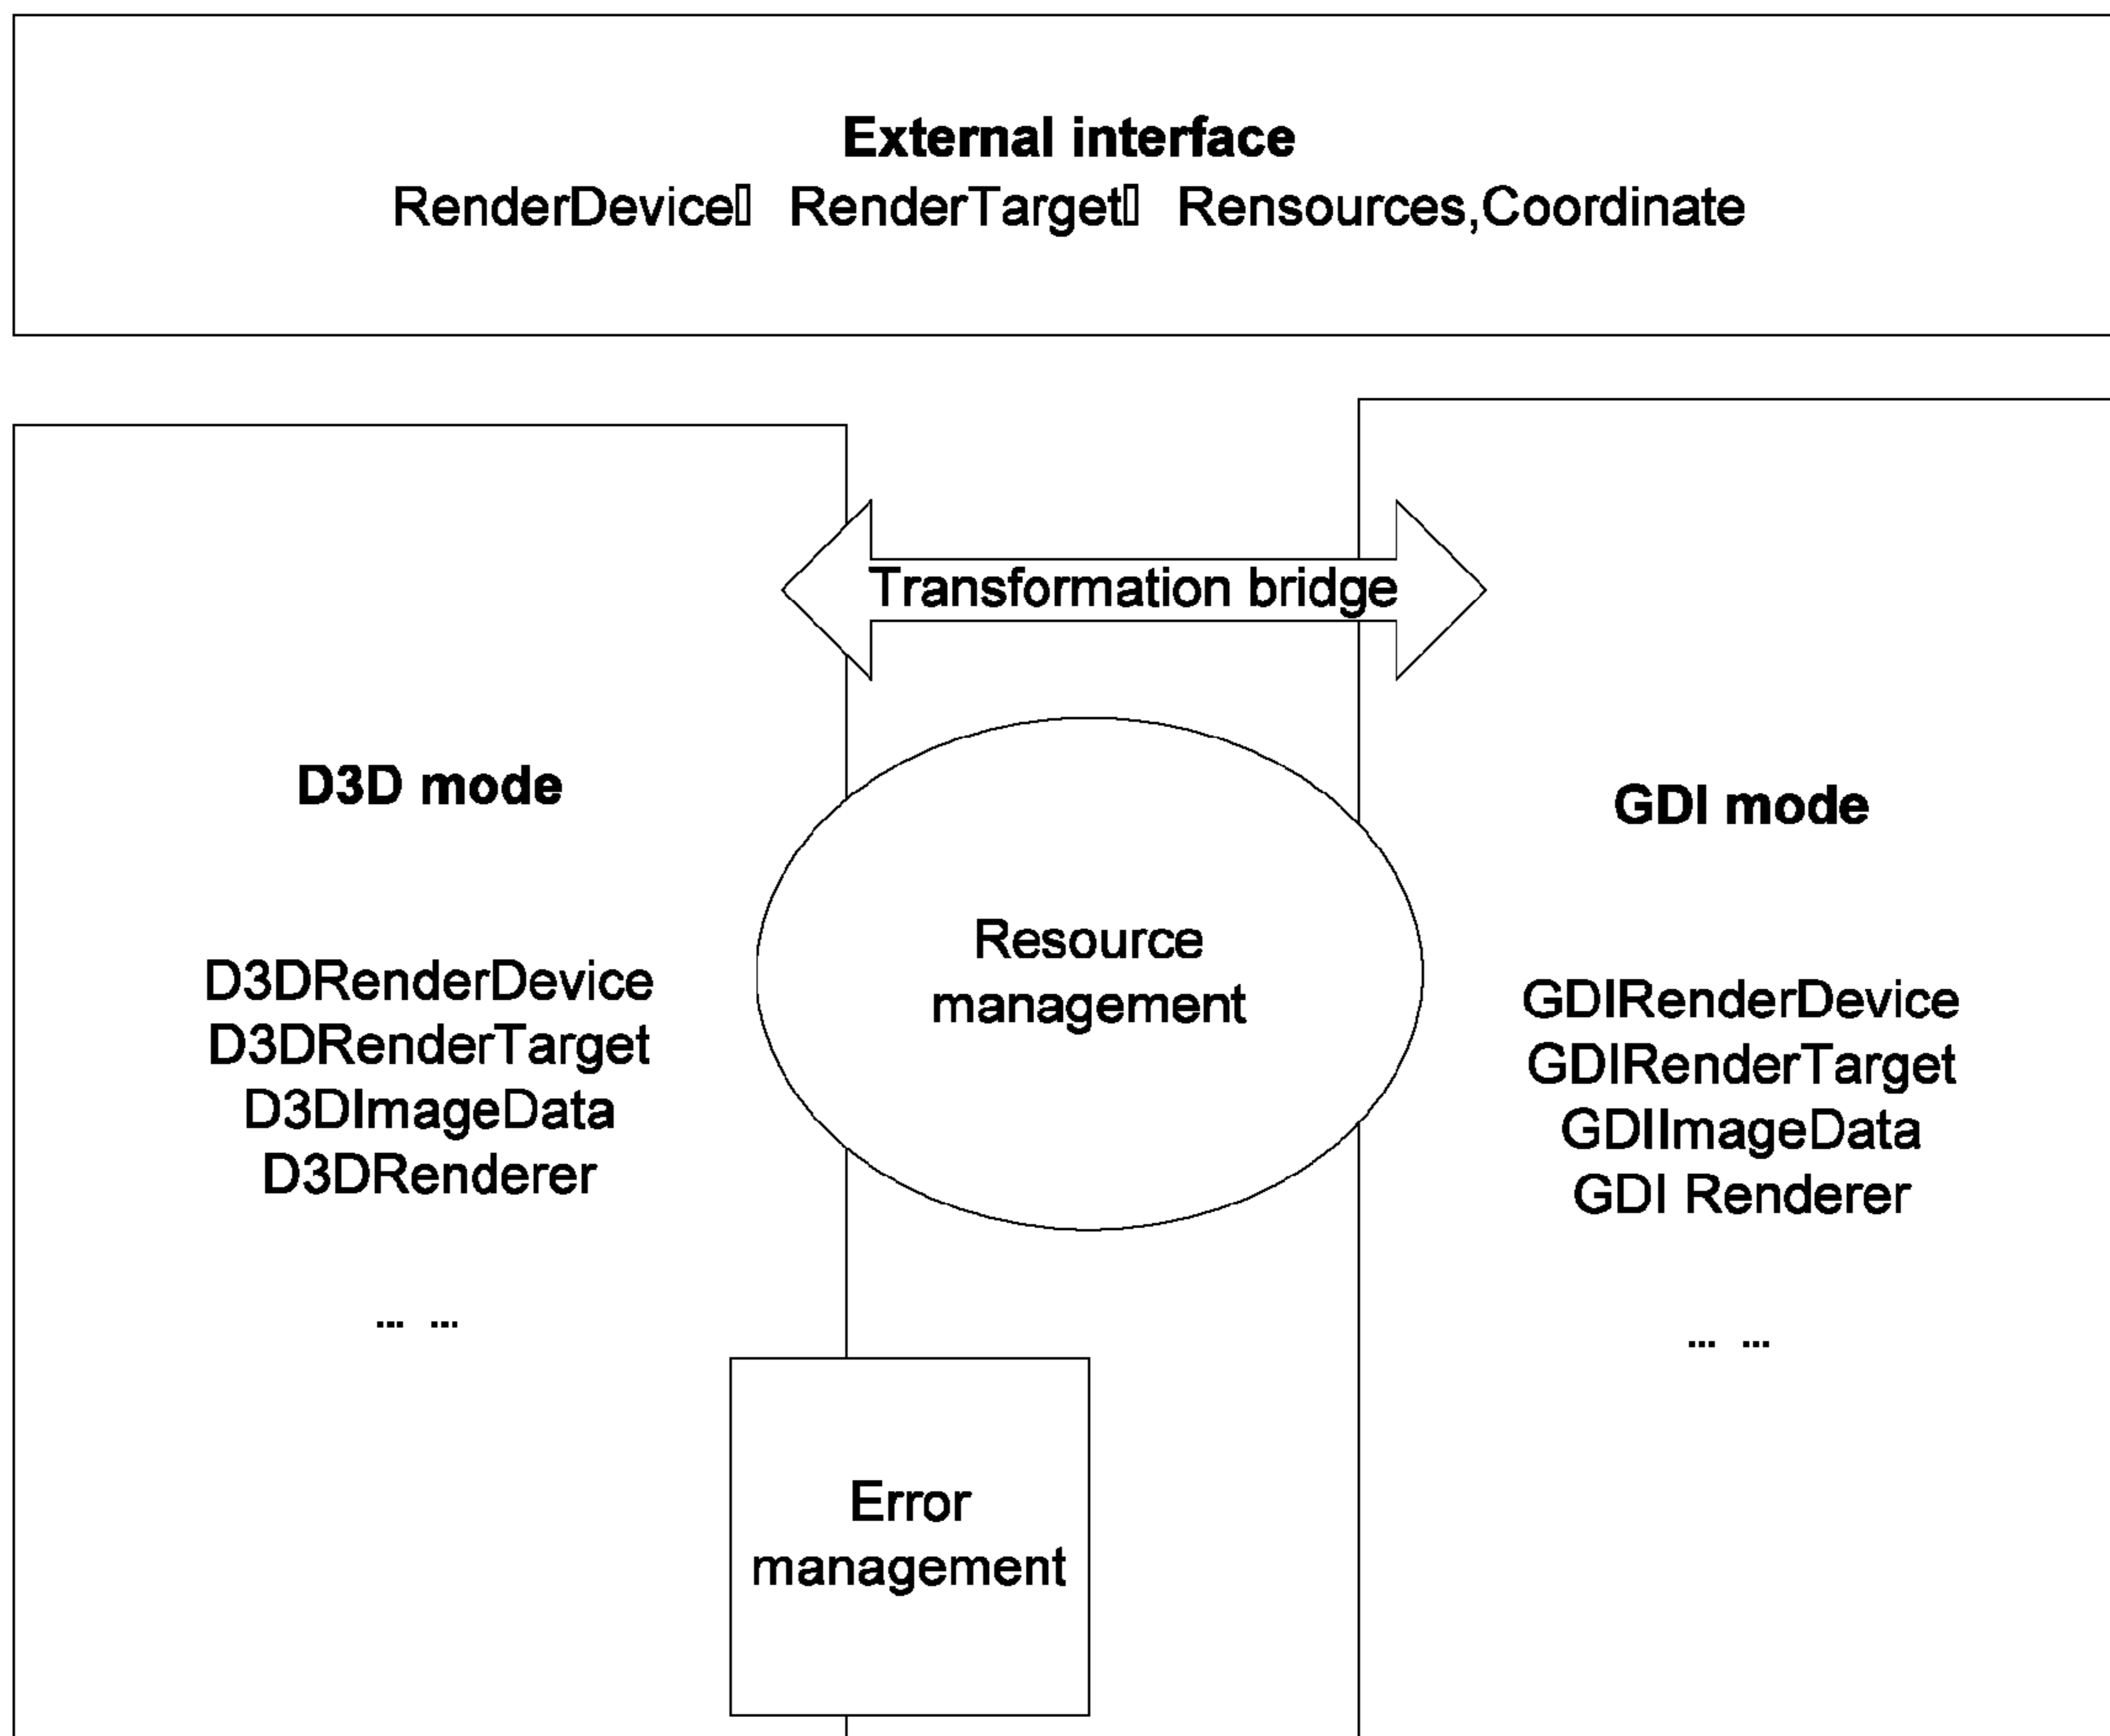 External interface
RenderDevice▯ RenderTarget▯ Rensources,Coordinate
Transformation bridge
D3D mode
D3DRenderDevice
D3DRenderTarget
D3DImageData
D3DRenderer
... ...
Resource
management
GDI mode
GDIRenderDevice
GDIRenderTarget
GDIImageData
GDI Renderer
... ...
Error
management